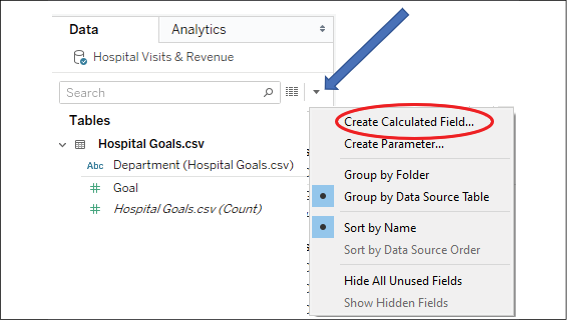 Data
Analytics
Hospital Visits & Revenue
Search
Tables
Hospital Goals.csv
Abc Department (Hospital Goals.csv)
Goal
Hospital Goals.csv (Count)
Create Calculated Field...
Create Parameter...
Group by Folder
Group by Data Source Table
Sort by Name
Sort by Data Source Order
Hide All Unused Fields
Show Hidden Fields